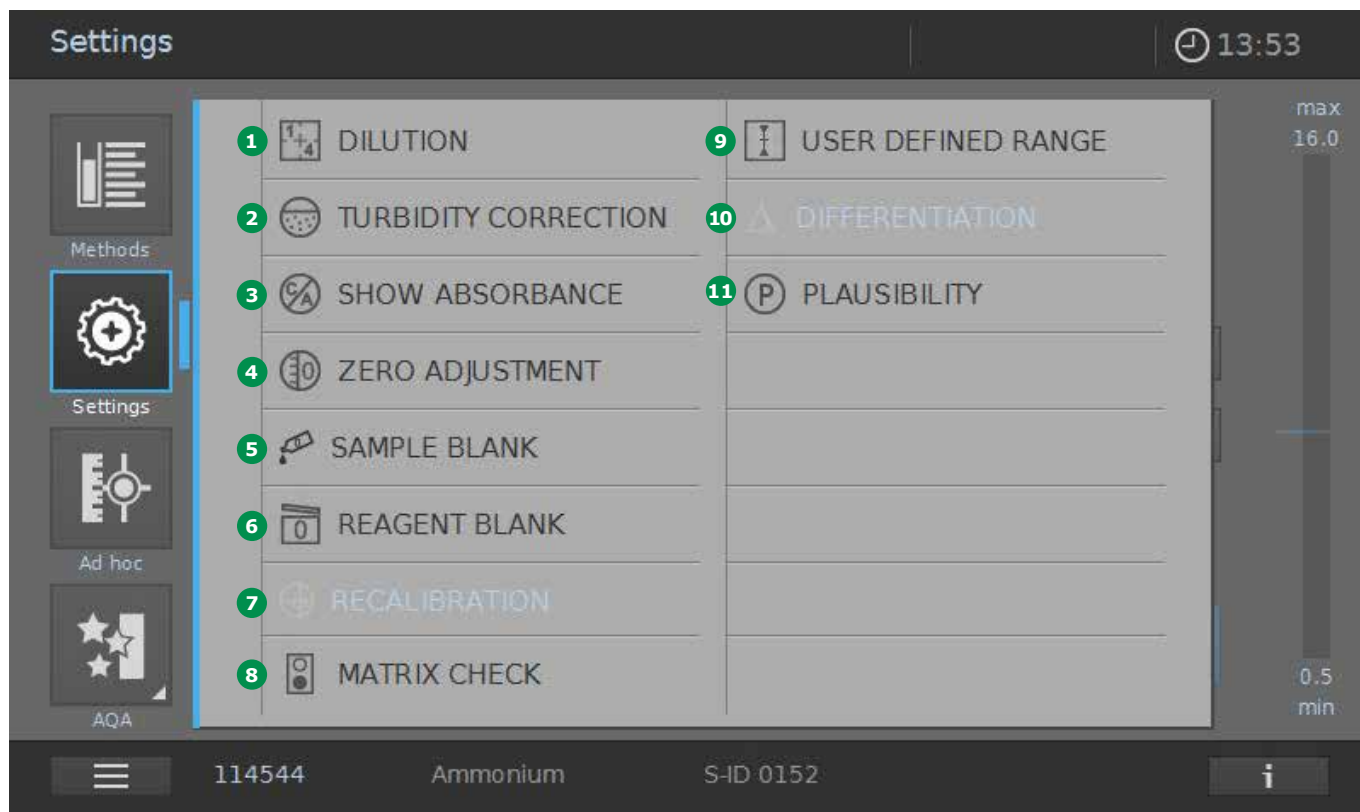 Settings
13:53
Methods
Settings
Ad hoc
AQA
1 DILUTION
2 TURBIDITY CORRECTION
3 C/A SHOW ABSORBANCE
4 0 ZERO ADJUSTMENT
5 SAMPLE BLANK
6 0 REAGENT BLANK
7 RECALIBRATION
8 MATRIX CHECK
9 USER DEFINED RANGE
10 DIFFERENTIATION
11 P PLAUSIBILITY
max
16.0
0.5
min
114544 Ammonium S-ID 0152
i